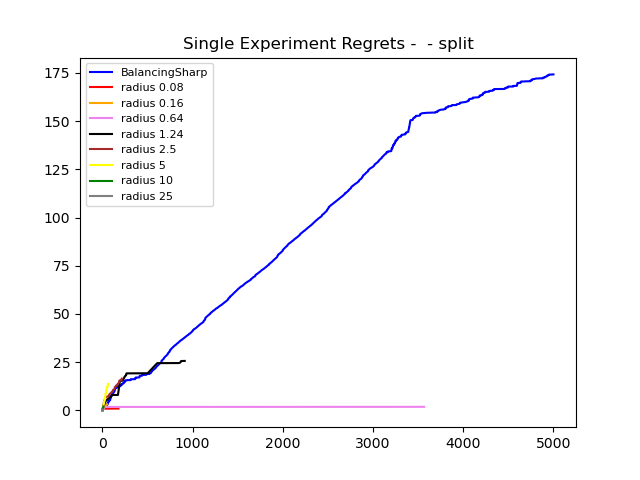 Single Experiment Regrets -  - split
BalancingSharp
radius 0.08
radius 0.16
radius 0.64
radius 1.24
radius 2.5
radius 5
radius 10
radius 25
175
150
125
100
75
50
25
0
0 1000 2000 3000 4000 5000